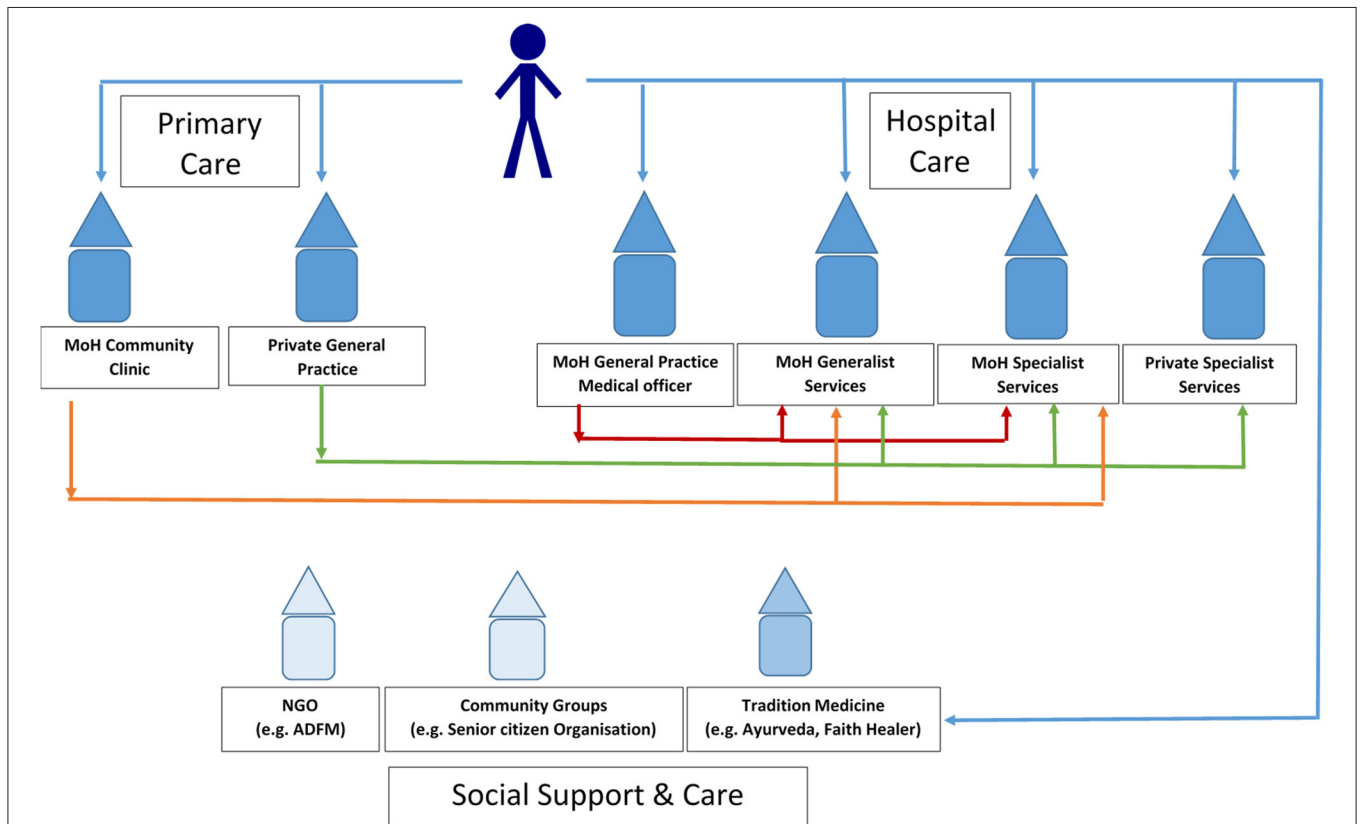 Primary
Care
Hospital
Care
MoH Community
Clinic
Private General
Practice
MoH General Practice
Medical officer
MoH Generalist
Services
MoH Specialist
Services
Private Specialist
Services
NGO
(e.g. ADFM)
Community Groups
(e.g. Senior citizen Organisation)
Tradition Medicine
(e.g. Ayurveda, Faith Healer)
Social Support & Care